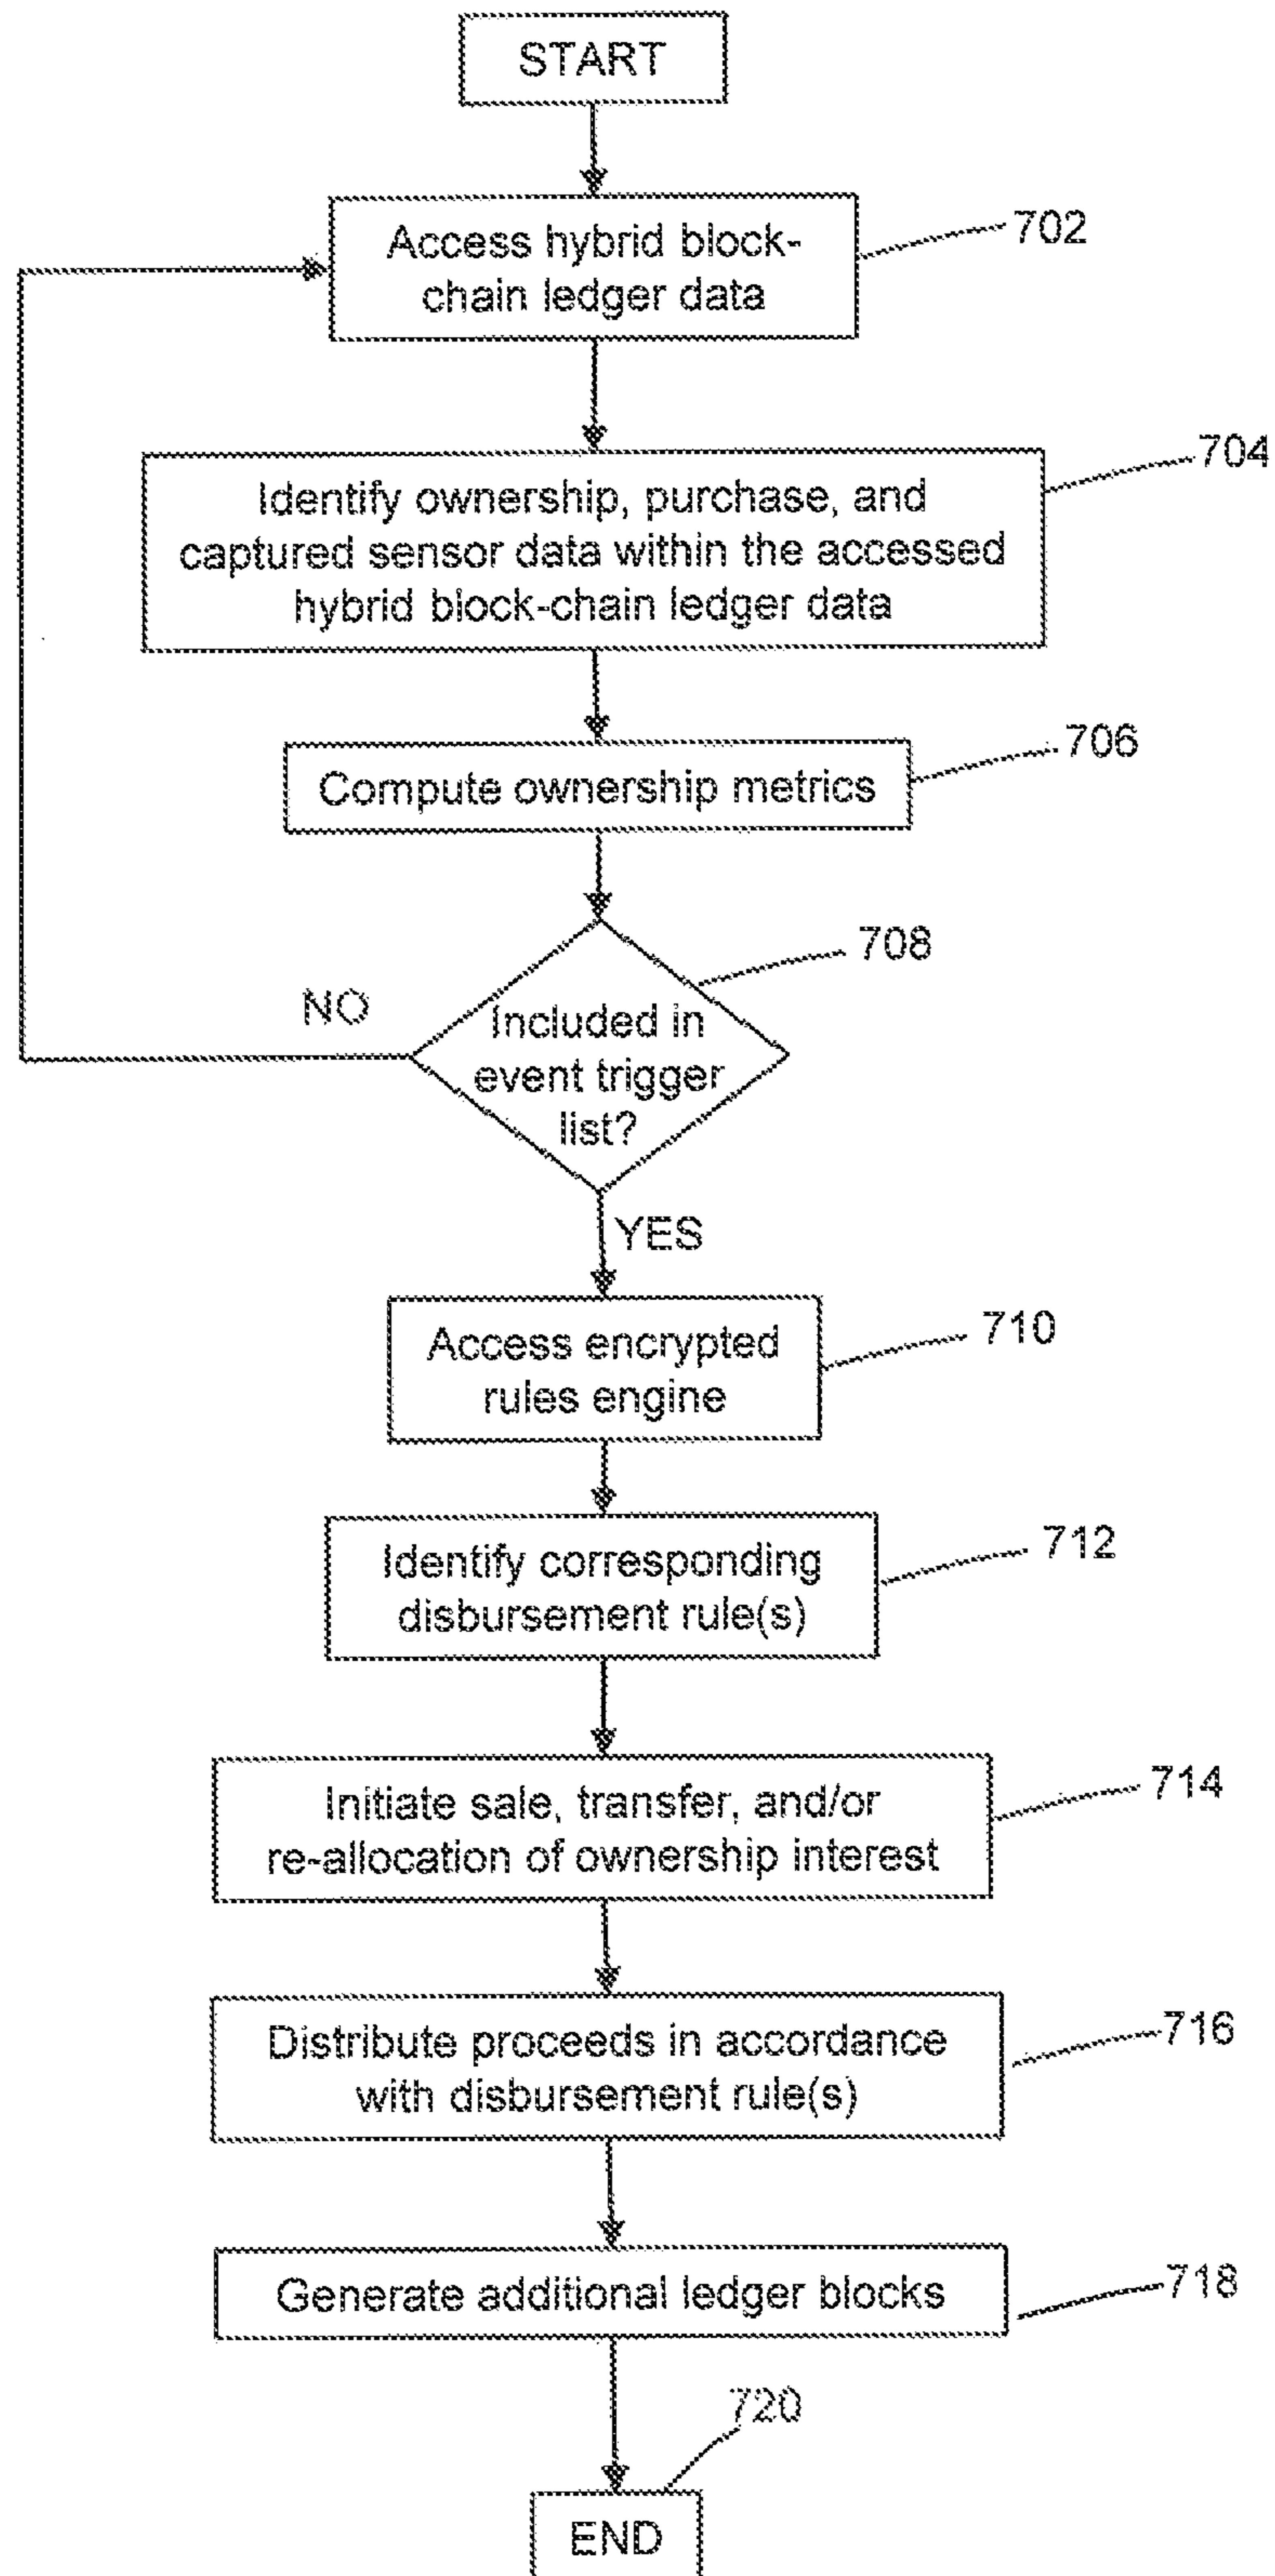 START
Access hybrid block-
chain ledger data
702
Identify ownership, purchase, and
captured sensor data within the accessed
hybrid block-chain ledger data
704
Compute ownership metrics
706
708
NO
Included in
event trigger
list?
YES
Access encrypted
rules engine
710
Identify corresponding
disbursement rule(s)
712
Initiate sale, transfer, and/or
re-allocation of ownership interest
714
Distribute proceeds in accordance
with disbursement rule(s)
716
Generate additional ledger blocks
718
720
END